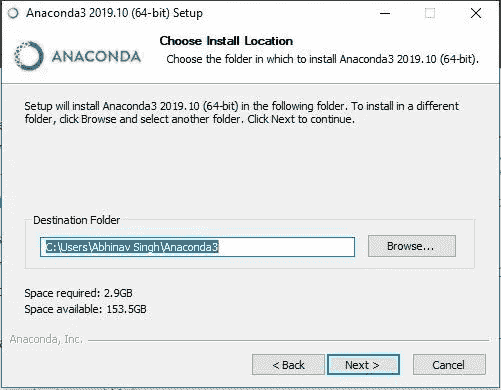 Anaconda3 2019.10 (64-bit) Setup
ANACONDA
Choose Install Location
Choose the folder in which to install Anaconda3 2019.10 (64-bit).
Setup will install Anaconda3 2019.10 (64-bit) in the following folder. To install in a different
folder, click Browse and select another folder. Click Next to continue.
Destination Folder
C:\Users\Abhinav Singh\Anaconda3
Browse...
Space required: 2.9GB
Space available: 153.5GB
Anaconda, Inc.
< Back
Next >
Cancel